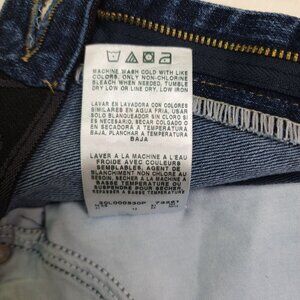 MACHINE WASH COLD WITH LIKE
COLORS, ONLY NON-CHLORINE
BLEACH WHEN NEEDED, TUMBLE
DRY LOW OR LINE DRY, LOW IRON
LAVAR EN LAVADORA CON COLORES
SIMILARES EN AGUA FRIA, USAR
SOLO BLANQUEADOR SIN CLORO SI
ES NECESARIO, SECAR COLGADO O
EN SECADORA A TEMPERATURA
BAJA, PLANCHAR A TEMPERATURA
BAJA
LAVER A LA MACHINE A L'EAU
FROIDE AVEC COULEURS
SEMBLABLES, AGENT DE
BLANCHIMENT NON CHLORE AU
BESOIN, SECHER A LA MACHINE A
BASSE TEMPERATURE OU
SUSPENDRE POUR SECHER,
REPASSER A BASSE TEMPERATURE